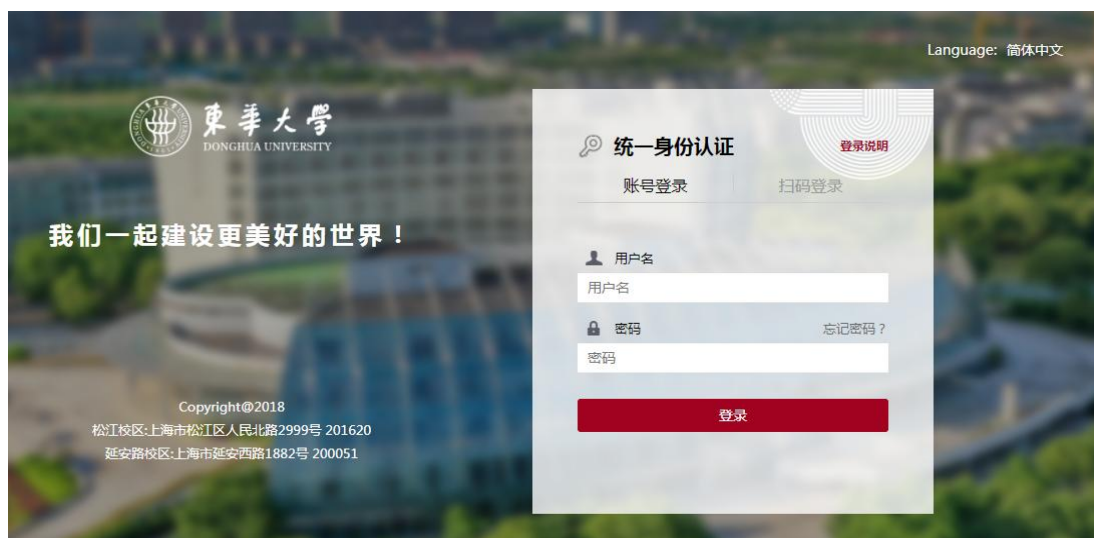 Language: 简体中文
東華大學
DONGHUA UNIVERSITY
我们一起建设更美好的世界！
Copyright@2018
松江校区:上海市松江区人民北路2999号 201620
延安路校区:上海市延安西路1882号 200051
统一身份认证
登录说明
账号登录
扫码登录
用户名
用户名
密码
忘记密码？
密码
登录